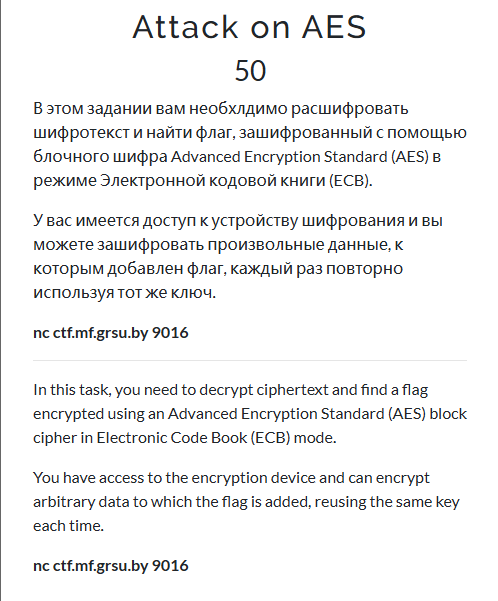 Attack on AES
50
В этом задании вам необхлдимо расшифровать
шифротекст и найти флаг, зашифрованный с помощью
блочного шифра Advanced Encryption Standard (AES) в
режиме Электронной кодовой книги (ECB).
У вас имеется доступ к устройству шифрования и вы
можете зашифровать произвольные данные, к
которым добавлен флаг, каждый раз повторно
используя тот же ключ.
nc ctf.mf.grsu.by 9016
In this task, you need to decrypt ciphertext and find a flag
encrypted using an Advanced Encryption Standard (AES) block
cipher in Electronic Code Book (ECB) mode.
You have access to the encryption device and can encrypt
arbitrary data to which the flag is added, reusing the same key
each time.
nc ctf.mf.grsu.by 9016